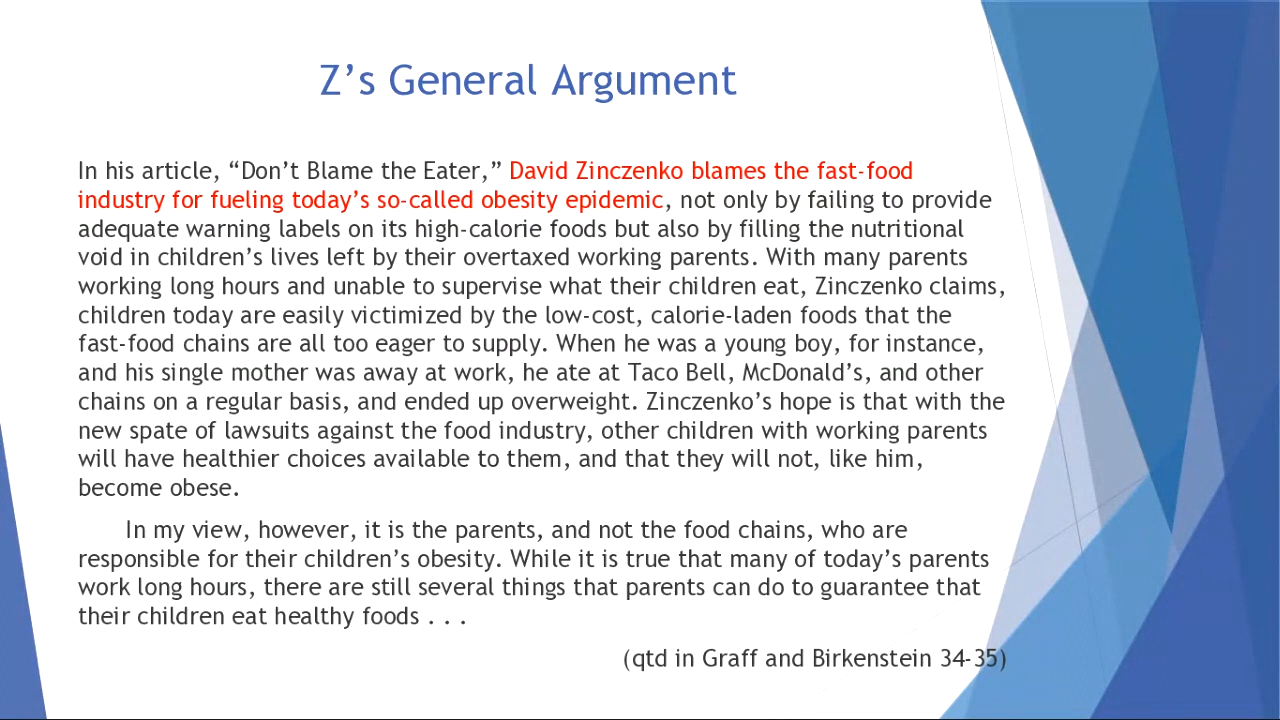 Z’s General Argument
In his article, “Don’t Blame the Eater,” David Zinczenko blames the fast-food
industry for fueling today’s so-called obesity epidemic, not only by failing to provide
adequate warning labels on its high-calorie foods but also by filling the nutritional
void in children’s lives left by their overtaxed working parents. With many parents
working long hours and unable to supervise what their children eat, Zinczenko claims,
children today are easily victimized by the low-cost, calorie-laden foods that the
fast-food chains are all too eager to supply. When he was a young boy, for instance,
and his single mother was away at work, he ate at Taco Bell, McDonald’s, and other
chains on a regular basis, and ended up overweight. Zinczenko’s hope is that with the
new spate of lawsuits against the food industry, other children with working parents
will have healthier choices available to them, and that they will not, like him,
become obese.
In my view, however, it is the parents, and not the food chains, who are
responsible for their children’s obesity. While it is true that many of today’s parents
work long hours, there are still several things that parents can do to guarantee that
their children eat healthy foods . . .
(qtd in Graff and Birkenstein 34-35)